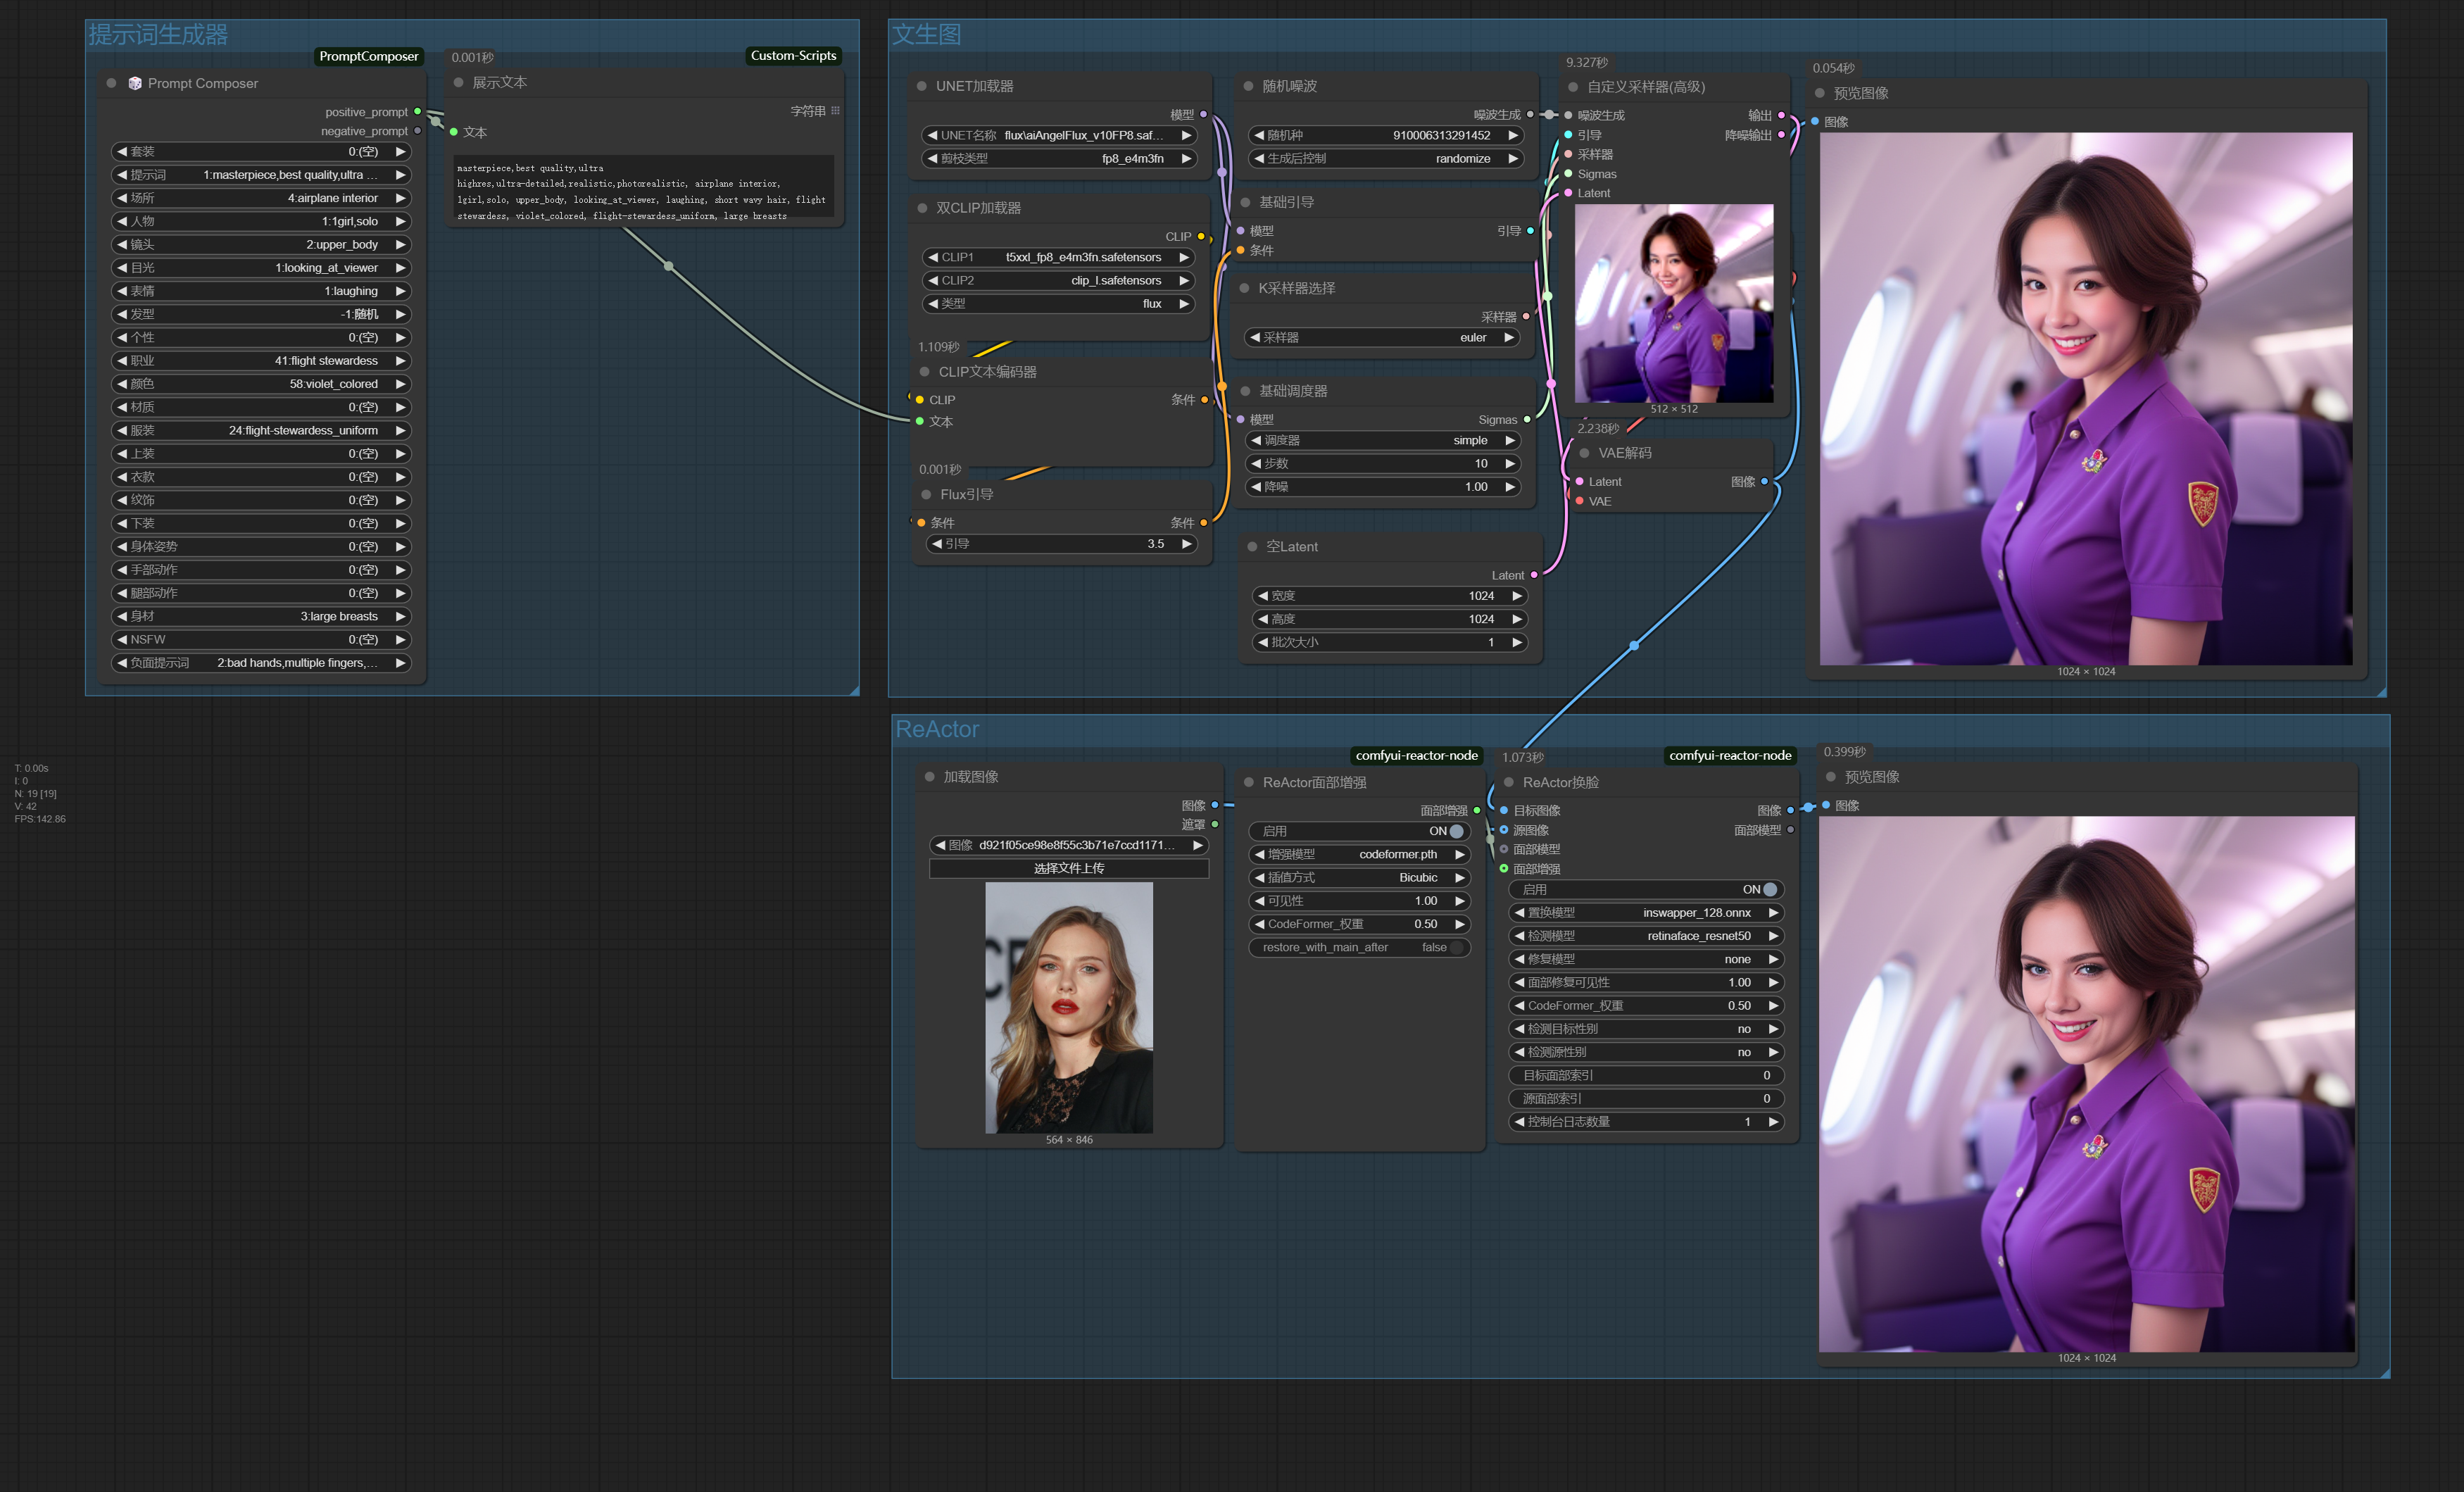 提示词生成器
PromptComposer
🎲 Prompt Composer
positive_prompt
negative_prompt
套装 0:(空)
提示词 1:masterpiece,best quality,ultra ...
场所 4:airplane interior
人物 1:1girl,solo
镜头 2:upper_body
目光 1:looking_at_viewer
表情 1:laughing
发型 -1:随机
个性 0:(空)
职业 41:flight stewardess
颜色 58:violet_colored
材质 0:(空)
服装 24:flight-stewardess_uniform
上装 0:(空)
衣款 0:(空)
纹饰 0:(空)
下装 0:(空)
身体姿势 0:(空)
手部动作 0:(空)
腿部动作 0:(空)
身材 3:large breasts
NSFW 0:(空)
负面提示词 2:bad hands,multiple fingers,...
0.001秒
Custom-Scripts
展示文本
字符串
文本
masterpiece,best quality,ultra
highres,ultra-detailed,realistic,photorealistic, airplane interior,
1girl,solo, upper_body, looking_at_viewer, laughing, short wavy hair, flight
stewardess, violet_colored, flight-stewardess_uniform, large breasts
文生图
UNET加载器
模型
UNET名称 flux\aiAngelFlux_v10FP8.saf...
剪枝类型 fp8_e4m3fn
双CLIP加载器
CLIP
CLIP1 t5xxl_fp8_e4m3fn.safetensors
CLIP2 clip_l.safetensors
类型 flux
1.109秒
CLIP文本编码器
CLIP 条件
文本
0.001秒
Flux引导
条件 条件
引导 3.5
随机噪波
噪波生成
随机种 910006313291452
生成后控制 randomize
基础引导
模型 引导
条件
K采样器选择
采样器
采样器 euler
基础调度器
模型 Sigmas
调度器 simple
步数 10
降噪 1.00
空Latent
Latent
宽度 1024
高度 1024
批次大小 1
9.327秒
自定义采样器(高级)
噪波生成 输出
引导 降噪输出
采样器
Sigmas
Latent
512 × 512
2.238秒
VAE解码
Latent 图像
VAE
0.054秒
预览图像
图像
1024 × 1024
T: 0.00s
I: 0
N: 19 [19]
V: 42
FPS:142.86
ReActor
加载图像
图像
遮罩
图像 d921f05ce98e8f55c3b71e7ccd1171...
选择文件上传
564 × 846
comfyui-reactor-node
ReActor面部增强
面部增强
启用 ON
增强模型 codeformer.pth
插值方式 Bicubic
可见性 1.00
CodeFormer_权重 0.50
restore_with_main_after false
1.073秒
comfyui-reactor-node
ReActor换脸
目标图像 图像
源图像 面部模型
面部模型
面部增强
启用 ON
置换模型 inswapper_128.onnx
检测模型 retinaface_resnet50
修复模型 none
面部修复可见性 1.00
CodeFormer_权重 0.50
检测目标性别 no
检测源性别 no
目标面部索引 0
源面部索引 0
控制台日志数量 1
0.399秒
预览图像
图像
1024 × 1024